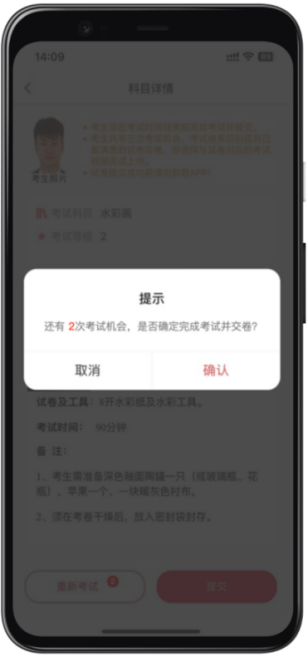 14:09
科目详情
考生照片
考试科目 水彩画
考试等级 2
提示
还有 2次考试机会，是否确定完成考试并交卷?
取消
确认
试卷及工具：8开水彩纸及水彩工具。
考试时间： 90分钟
备 注：
1、考生需准备深色釉面陶罐一只（或玻璃瓶、花
瓶）、苹果一个、一块暖灰色衬布。
2、须在考卷干燥后，放入密封袋封存。
重新考试
提交